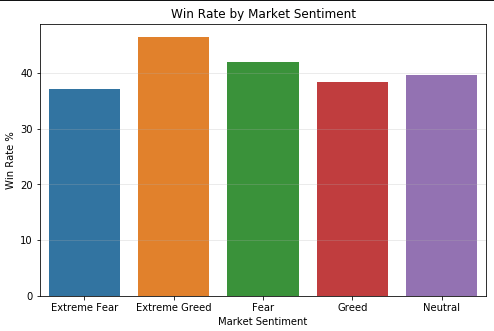 Win Rate by Market Sentiment
Win Rate %
40
30
20
10
0
Extreme Fear
Extreme Greed
Fear
Greed
Neutral
Market Sentiment